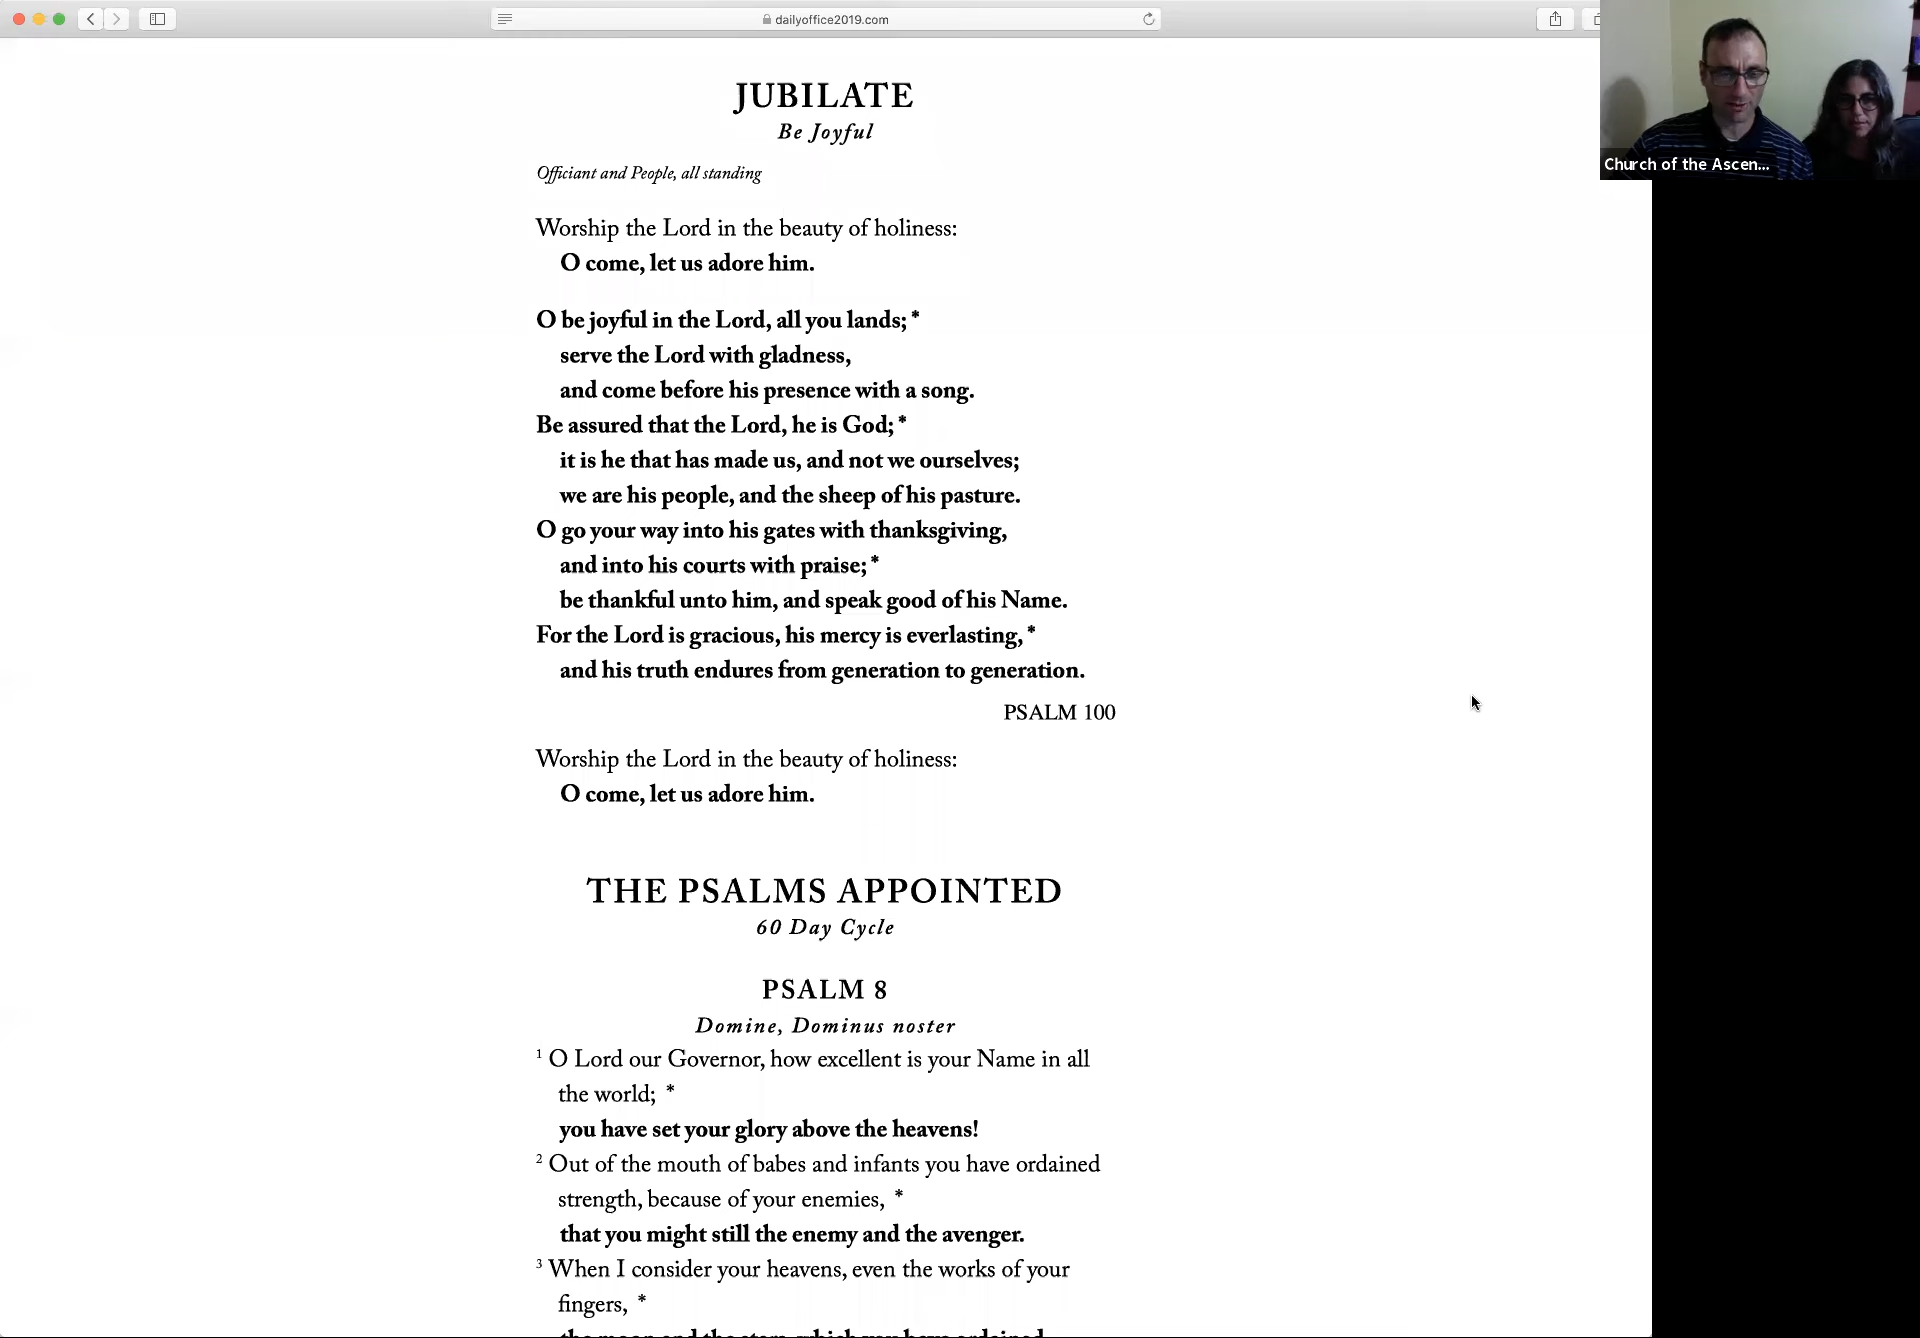 dailyoffice2019.com
Church of the Ascen...
JUBILATE
Be Joyful
Officiant and People, all standing
Worship the Lord in the beauty of holiness:
O come, let us adore him.
O be joyful in the Lord, all you lands; *
serve the Lord with gladness,
and come before his presence with a song.
Be assured that the Lord, he is God; *
it is he that has made us, and not we ourselves;
we are his people, and the sheep of his pasture.
O go your way into his gates with thanksgiving,
and into his courts with praise; *
be thankful unto him, and speak good of his Name.
For the Lord is gracious, his mercy is everlasting, *
and his truth endures from generation to generation.
PSALM 100
Worship the Lord in the beauty of holiness:
O come, let us adore him.
THE PSALMS APPOINTED
60 Day Cycle
PSALM 8
Domine, Dominus noster
1 O Lord our Governor, how excellent is your Name in all
the world; *
you have set your glory above the heavens!
2 Out of the mouth of babes and infants you have ordained
strength, because of your enemies, *
that you might still the enemy and the avenger.
3 When I consider your heavens, even the works of your
fingers, *
the moon and the stars, which you have ordained